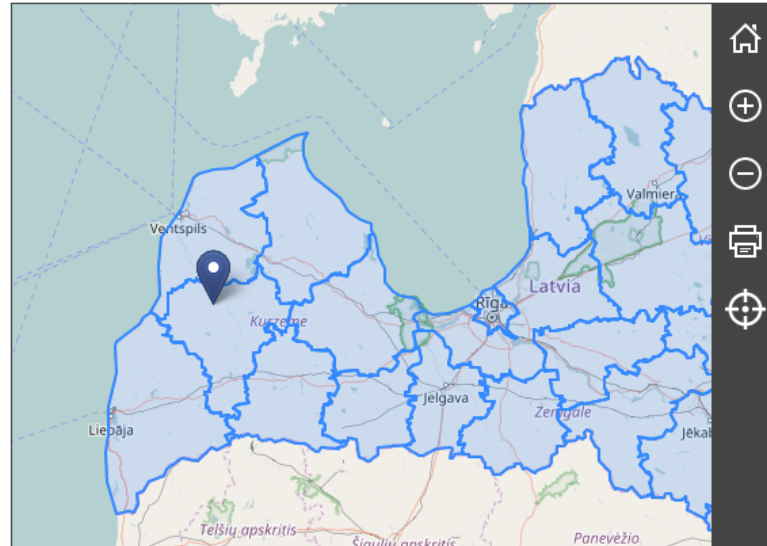 Valmier
Ventspils
Rīga
Latvia
Kurzeme
Jelgava
Zemgale
Liepāja
Jēkab
Telšių apskritis
Šiaulių apskritis
Panevėžio